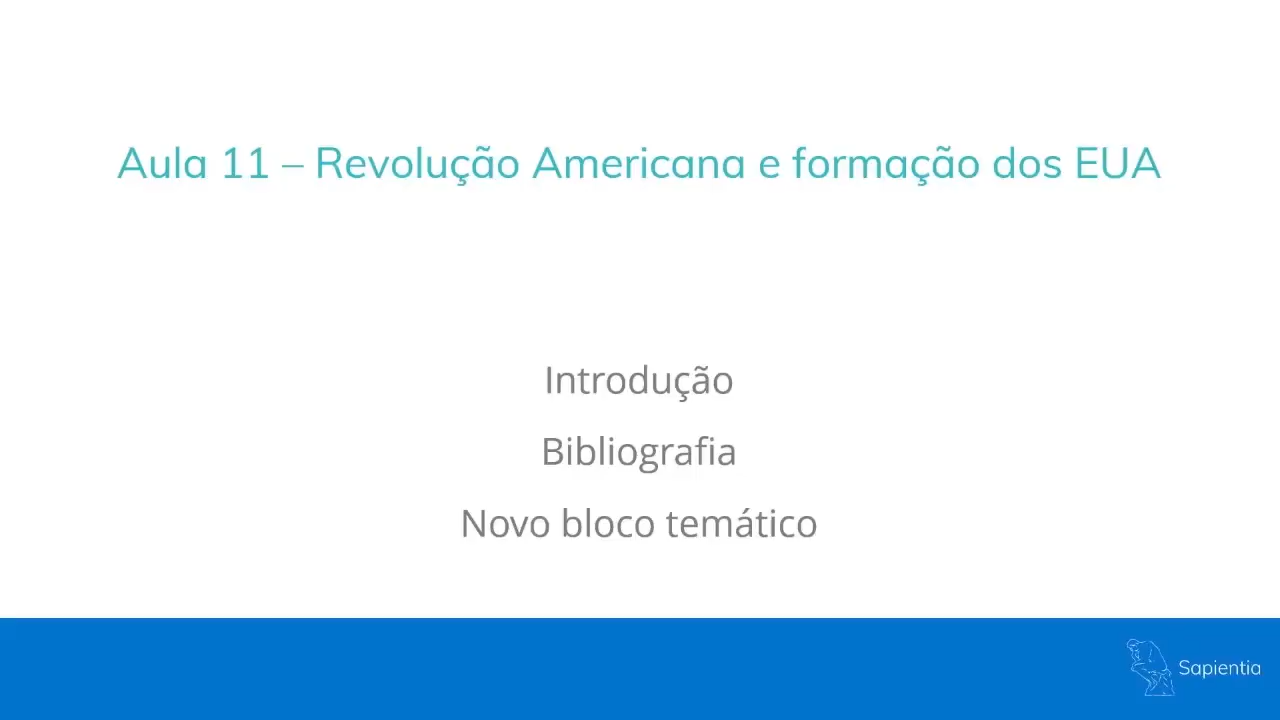 Aula 11 – Revolução Americana e formação dos EUA
Introdução
Bibliografia
Novo bloco temático
Sapientia